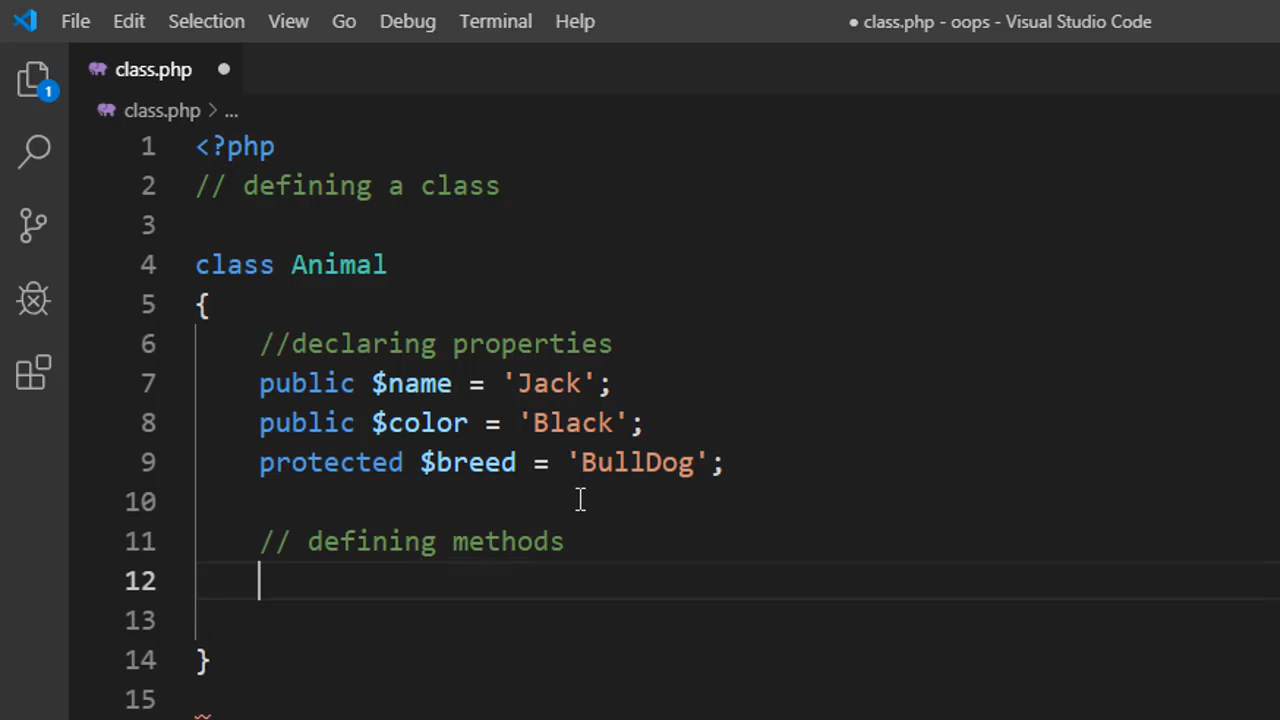 File Edit Selection View Go Debug Terminal Help ● class.php - oops - Visual Studio Code
class.php ●
1
class.php > ...
1 <?php
2 // defining a class
3
4 class Animal
5 {
6 //declaring properties
7 public $name = 'Jack';
8 public $color = 'Black';
9 protected $breed = 'BullDog';
10
11 // defining methods
12
13
14 }
15